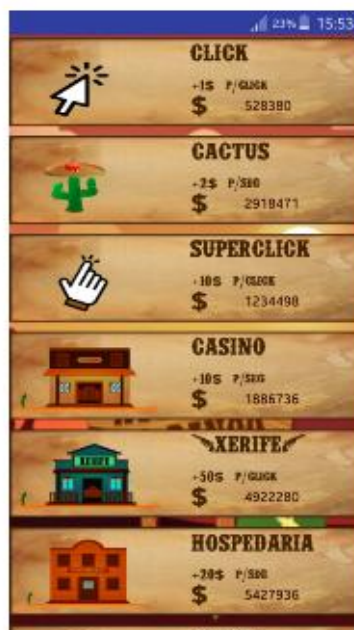 23% 15:53
CLICK
+1$ P/CLICK
$ 528380
CACTUS
+2$ P/SEG
$ 2918471
SUPERCLICK
+10$ P/CLICK
$ 1234498
CASINO
+10$ P/SEG
$ 1886736
XERIFE
+50$ P/CLICK
$ 4922280
HOSPEDARIA
+20$ P/SEG
$ 5427936